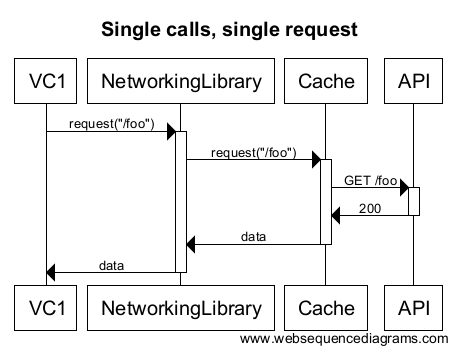 Single calls, single request
VC1 NetworkingLibrary Cache API
request("/foo")
request("/foo")
GET /foo
200
data
data
VC1 NetworkingLibrary Cache API
www.websequencediagrams.com